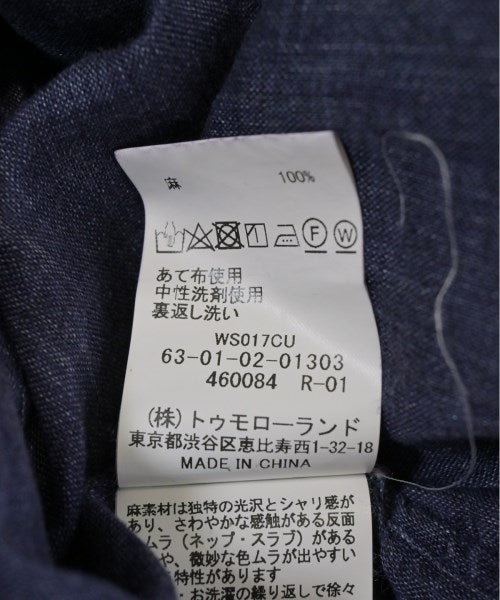 麻 100%
F W
あて布使用
中性洗剤使用
裏返し洗い
WS017CU
63-01-02-01303
460084 R-01
(株)トゥモローランド
東京都渋谷区恵比寿西1-32-18
MADE IN CHINA
麻素材は独特の光沢とシャリ感が
あり、さわやかな感触がある反面
ムラ(ネップ・スラブ)がある
や、微妙な色ムラが出やすい
特性があります
・お洗濯の繰り返しで徐々